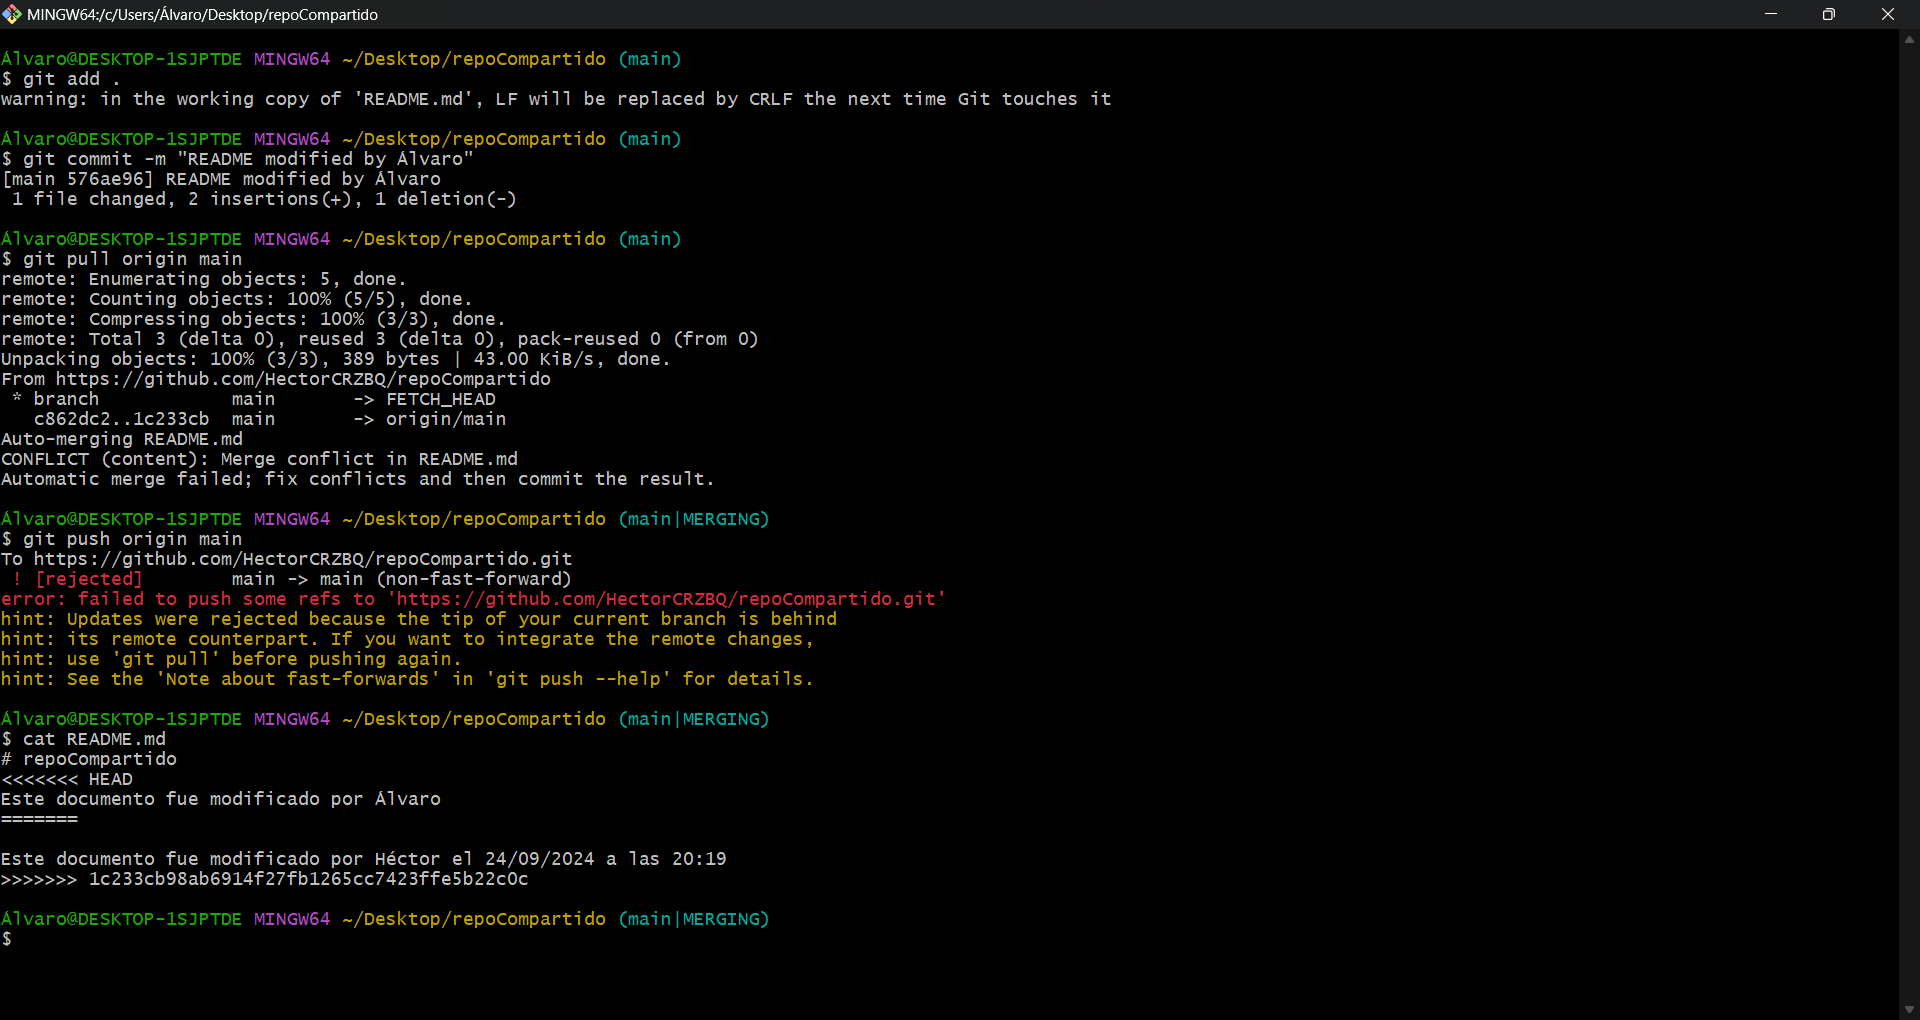 MINGW64:/c/Users/Álvaro/Desktop/repoCompartido
Álvaro@DESKTOP-1SJPTDE MINGW64 ~/Desktop/repoCompartido (main)
$ git add .
warning: in the working copy of 'README.md', LF will be replaced by CRLF the next time Git touches it
Álvaro@DESKTOP-1SJPTDE MINGW64 ~/Desktop/repoCompartido (main)
$ git commit -m "README modified by Álvaro"
[main 576ae96] README modified by Álvaro
 1 file changed, 2 insertions(+), 1 deletion(-)
Álvaro@DESKTOP-1SJPTDE MINGW64 ~/Desktop/repoCompartido (main)
$ git pull origin main
remote: Enumerating objects: 5, done.
remote: Counting objects: 100% (5/5), done.
remote: Compressing objects: 100% (3/3), done.
remote: Total 3 (delta 0), reused 3 (delta 0), pack-reused 0 (from 0)
Unpacking objects: 100% (3/3), 389 bytes | 43.00 KiB/s, done.
From https://github.com/HectorCRZBQ/repoCompartido
 * branch            main       -> FETCH_HEAD
   c862dc2..1c233cb  main       -> origin/main
Auto-merging README.md
CONFLICT (content): Merge conflict in README.md
Automatic merge failed; fix conflicts and then commit the result.
Álvaro@DESKTOP-1SJPTDE MINGW64 ~/Desktop/repoCompartido (main|MERGING)
$ git push origin main
To https://github.com/HectorCRZBQ/repoCompartido.git
 ! [rejected]        main -> main (non-fast-forward)
error: failed to push some refs to 'https://github.com/HectorCRZBQ/repoCompartido.git'
hint: Updates were rejected because the tip of your current branch is behind
hint: its remote counterpart. If you want to integrate the remote changes,
hint: use 'git pull' before pushing again.
hint: See the 'Note about fast-forwards' in 'git push --help' for details.
Álvaro@DESKTOP-1SJPTDE MINGW64 ~/Desktop/repoCompartido (main|MERGING)
$ cat README.md
# repoCompartido
<<<<<<< HEAD
Este documento fue modificado por Álvaro
=======
Este documento fue modificado por Héctor el 24/09/2024 a las 20:19
>>>>>>> 1c233cb98ab6914f27fb1265cc7423ffe5b22c0c
Álvaro@DESKTOP-1SJPTDE MINGW64 ~/Desktop/repoCompartido (main|MERGING)
$